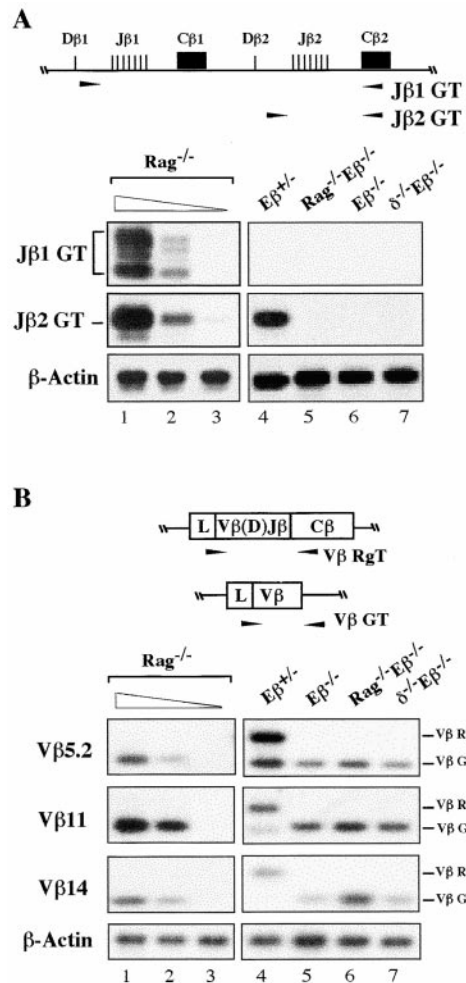 A
Dβ1 Jβ1 Cβ1 Dβ2 Jβ2 Cβ2
Jβ1 GT
Jβ2 GT
Rag-/-
Eβ+/-
Rag-/-Eβ-/-
Eβ-/-
δ-/-Eβ-/-
Jβ1 GT
Jβ2 GT
β-Actin
1 2 3 4 5 6 7
B
L Vβ(D)Jβ Cβ
Vβ RgT
L Vβ
Vβ GT
Rag-/-
Eβ+/-
Eβ-/-
Rag-/-Eβ-/-
δ-/-Eβ-/-
Vβ5.2
Vβ R
Vβ G
Vβ11
Vβ R
Vβ G
Vβ14
Vβ R
Vβ G
β-Actin
1 2 3 4 5 6 7